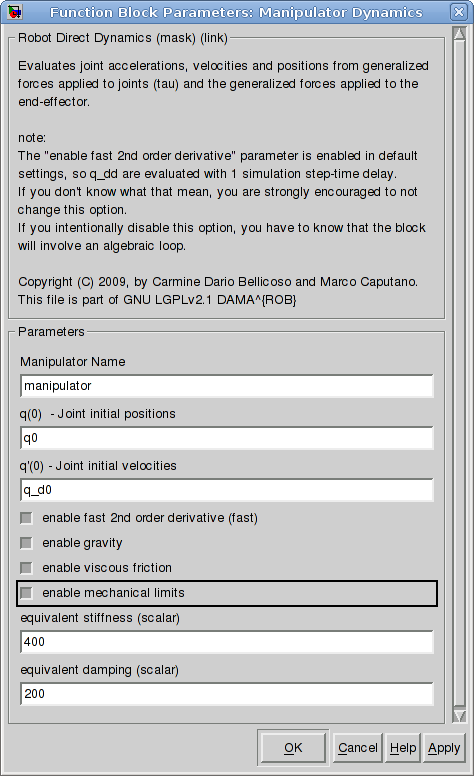 Function Block Parameters: Manipulator Dynamics
Robot Direct Dynamics (mask) (link)
Evaluates joint accelerations, velocities and positions from generalized
forces applied to joints (tau) and the generalized forces applied to the
end-effector.
note:
The "enable fast 2nd order derivative" parameter is enabled in default
settings, so q_dd are evaluated with 1 simulation step-time delay.
If you don't know what that mean, you are strongly encouraged to not
change this option.
If you intentionally disable this option, you have to know that the block
will involve an algebraic loop.
Copyright (C) 2009, by Carmine Dario Bellicoso and Marco Caputano.
This file is part of GNU LGPLv2.1 DAMA^{ROB}
Parameters
Manipulator Name
manipulator
q(0) - Joint initial positions
q0
q'(0) - Joint initial velocities
q_d0
enable fast 2nd order derivative (fast)
enable gravity
enable viscous friction
enable mechanical limits
equivalent stiffness (scalar)
400
equivalent damping (scalar)
200
OK Cancel Help Apply